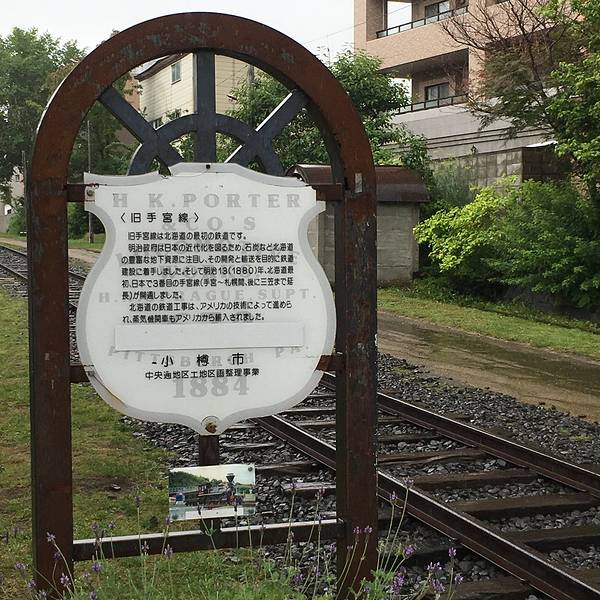 H K PORTER
〈旧手宮線〉
旧手宮線は北海道の最初の鉄道です。
明治政府は日本の近代化を図るため、石炭など北海道
の豊富な地下資源に注目し、その開発と輸送を目的に鉄道
建設に着手しました。そして明治13(1880)年、北海道最
初、日本で3番目の手宮線(手宮〜札幌間、後に三笠まで延
長)が開通しました。
北海道の鉄道工事は、アメリカの技術によって進めら
れ、蒸気機関車もアメリカから輸入されました。
小樽市
中央通地区土地区画整理事業
1884